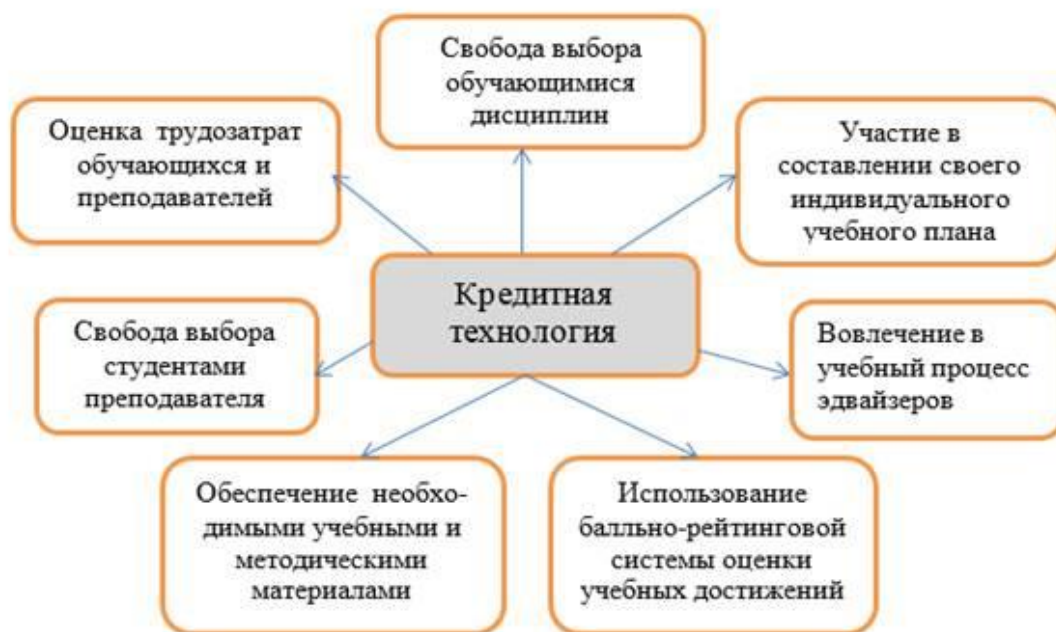 Свобода выбора
обучающимися
дисциплин
Оценка трудозатрат
обучающихся и
преподавателей
Участие в
составлении своего
индивидуального
учебного плана
Кредитная
технология
Свобода выбора
студентами
преподавателя
Вовлечение в
учебный процесс
эдвайзеров
Обеспечение необхо-
димыми учебными и
методическими
материалами
Использование
балльно-рейтинговой
системы оценки
учебных достижений